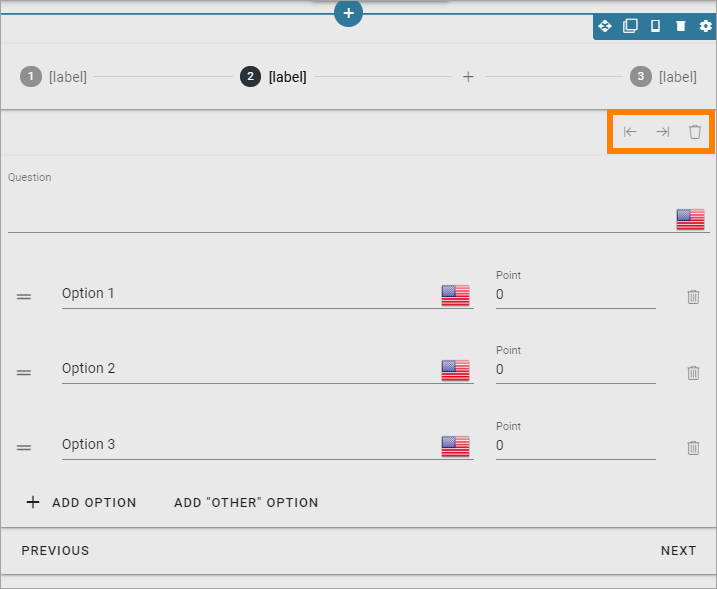 1 [label] 2 [label] 3 [label]
Question
Point
Option 1 0
Point
Option 2 0
Point
Option 3 0
ADD OPTION ADD "OTHER" OPTION
PREVIOUS NEXT